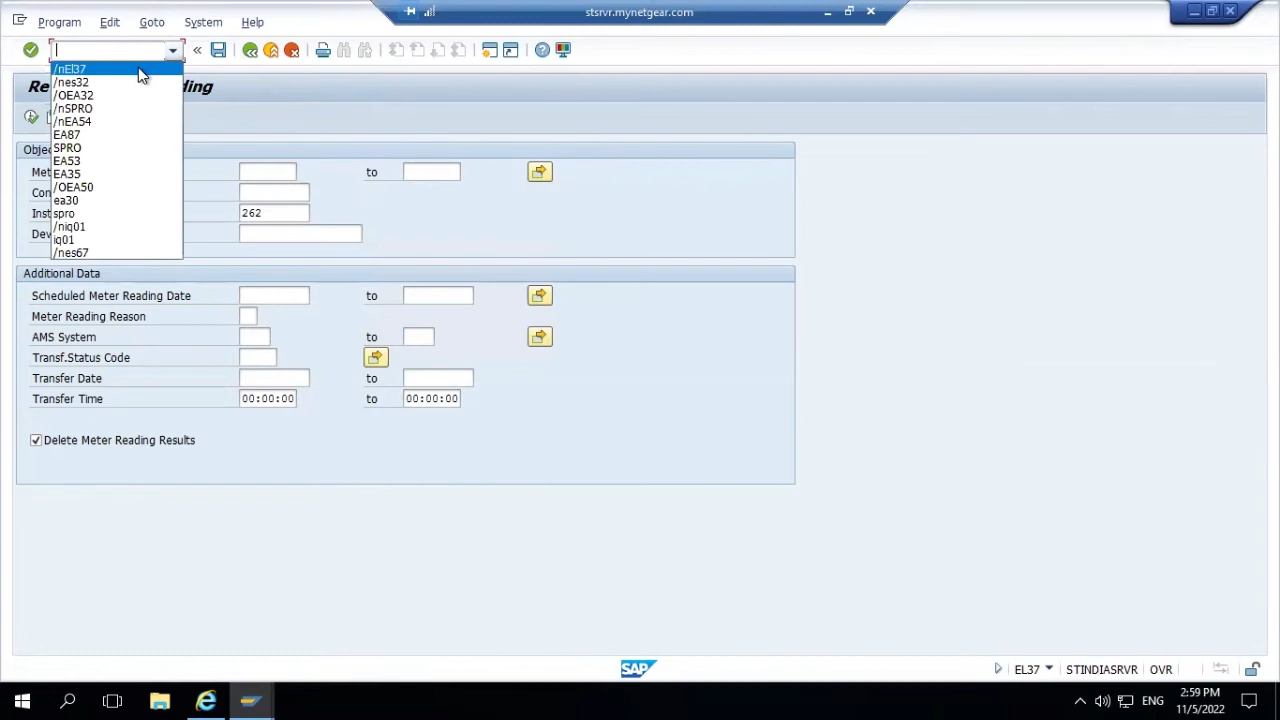 stsrvr.mynetgear.com
Program Edit Goto System Help
/nEl37
/nes32
/OEA32
/nSPRO
/nEA54
EA87
SPRO
EA53
EA35
/OEA50
ea30
spro
/niq01
iq01
/nes67
Re ding
Objec
Met to
Con
Inst 262
Dev
Additional Data
Scheduled Meter Reading Date to
Meter Reading Reason
AMS System to
Transf.Status Code
Transfer Date to
Transfer Time 00:00:00 to 00:00:00
Delete Meter Reading Results
SAP
EL37 STINDIASRVR OVR
ENG
2:59 PM
11/5/2022